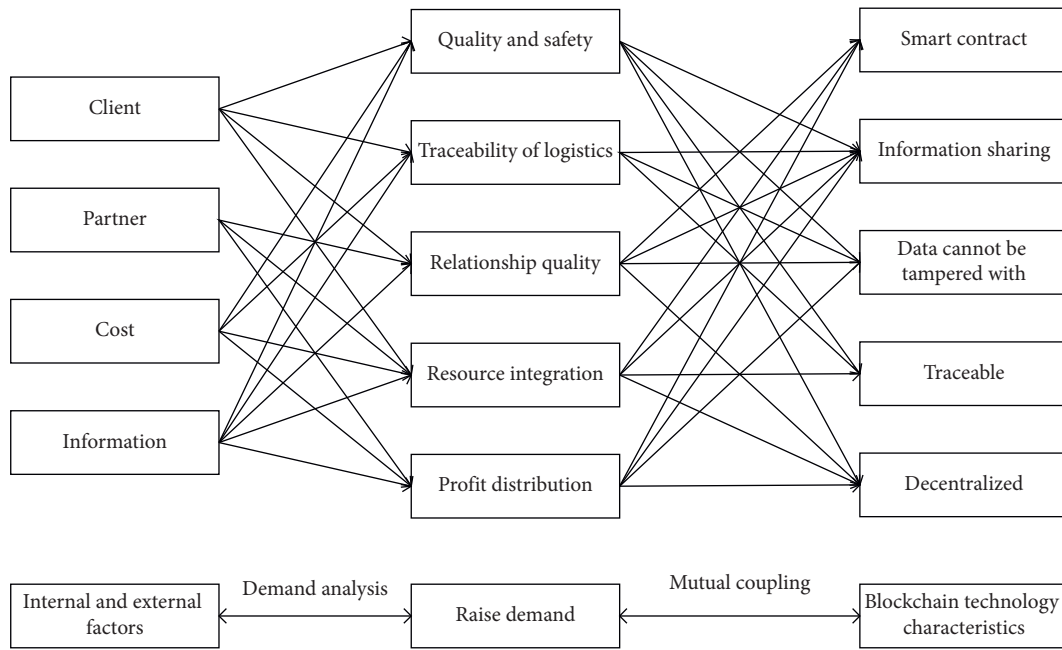 Client
Partner
Cost
Information
Quality and safety
Traceability of logistics
Relationship quality
Resource integration
Profit distribution
Smart contract
Information sharing
Data cannot be
tampered with
Traceable
Decentralized
Internal and external
factors
Demand analysis
Raise demand
Mutual coupling
Blockchain technology
characteristics